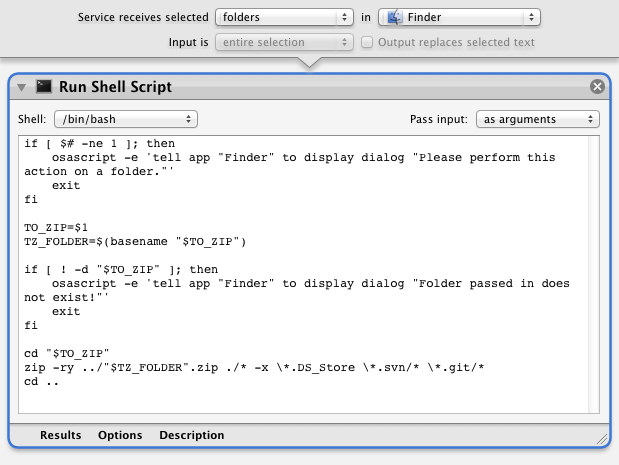 Service receives selected folders in Finder
Input is entire selection Output replaces selected text
Run Shell Script
Shell: /bin/bash Pass input: as arguments
if [ $# -ne 1 ]; then
    osascript -e 'tell app "Finder" to display dialog "Please perform this
action on a folder."'
    exit
fi

TO_ZIP=$1
TZ_FOLDER=$(basename "$TO_ZIP")

if [ ! -d "$TO_ZIP" ]; then
    osascript -e 'tell app "Finder" to display dialog "Folder passed in does
not exist!"'
    exit
fi

cd "$TO_ZIP"
zip -ry ../"$TZ_FOLDER".zip ./* -x \*.DS_Store \*.svn/* \*.git/*
cd ..
Results Options Description